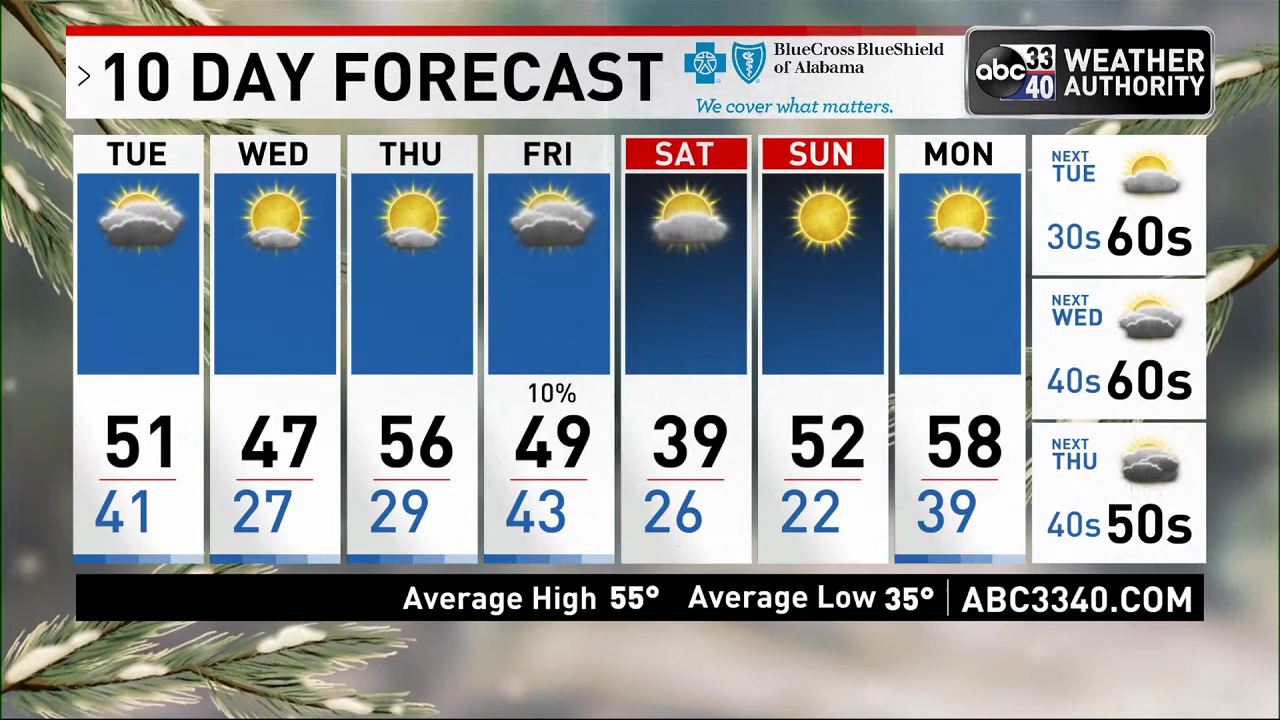 > 10 DAY FORECAST
BlueCross BlueShield
of Alabama
We cover what matters.
abc 33 40
WEATHER
AUTHORITY
TUE WED THU FRI SAT SUN MON
10%
51 47 56 49 39 52 58
41 27 29 43 26 22 39
NEXT
TUE
30s 60s
NEXT
WED
40s 60s
NEXT
THU
40s 50s
Average High 55° Average Low 35° | ABC3340.COM